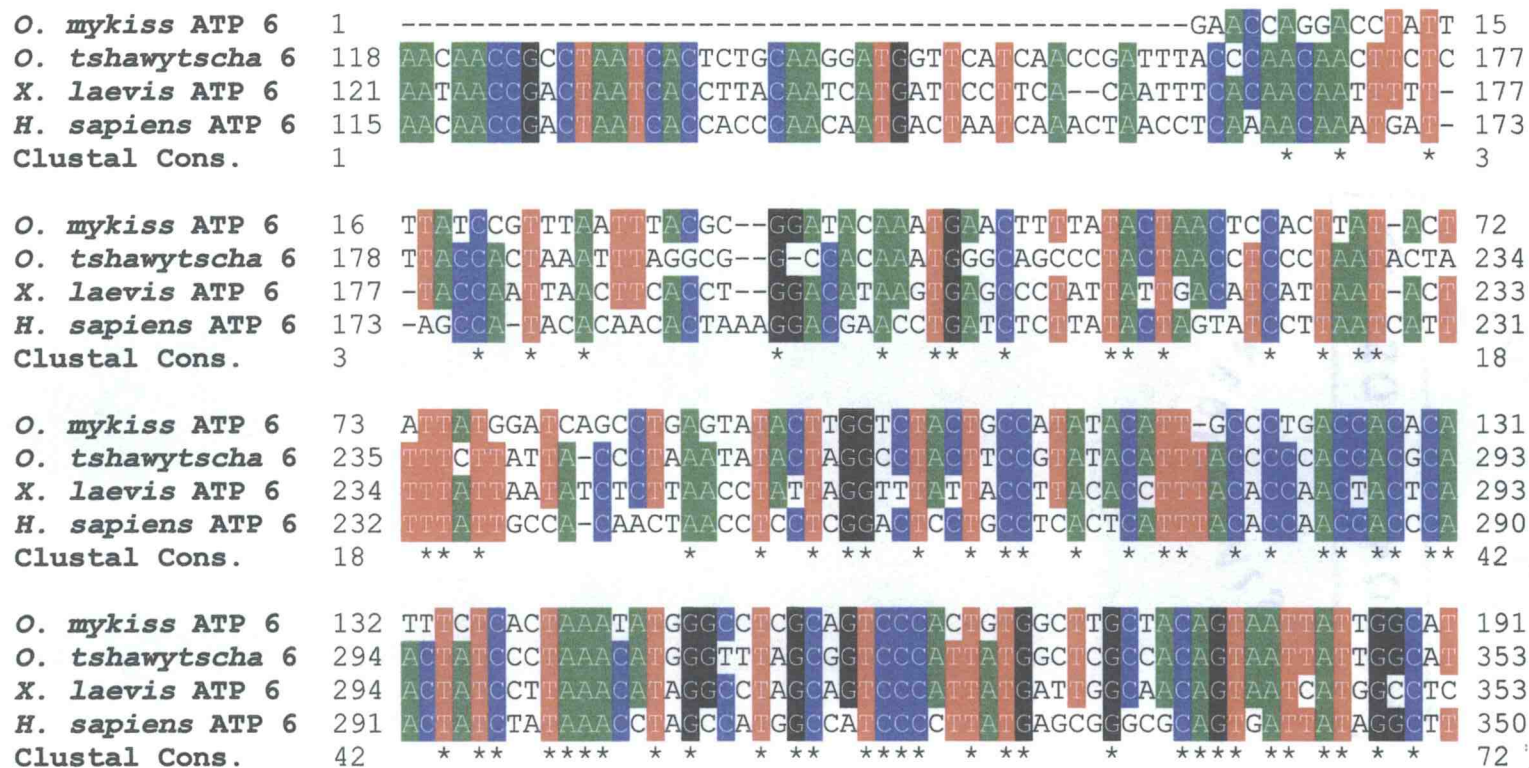 O. mykiss ATP 6 1 ---------------------------------------------GAACCAGGACCTATT 15
O. tshawytscha 6 118 AACAACCGCCTAATCACTCTGCAAGGATGGTTCATCAACCGATTTACCCAACAACTTCTC 177
X. laevis ATP 6 121 AATAACCGACTAATCACCTTACAATCATGATTCCTTCA--CAATTTCACAACAATTTTT- 177
H. sapiens ATP 6 115 AACAACCGACTAATCACCACCCAACAATGACTAATCAAACTAACCTCAAAACAAATGAT- 173
Clustal Cons. 1 * * * 3
O. mykiss ATP 6 16 TTATCCGTTTAATTTACGC--GGATACAAATGAACTTTTATACTAACTCCACTTAT-ACT 72
O. tshawytscha 6 178 TTACCACTAAATTTAGGCG--G-CCACAAATGGGCAGCCCTACTAACCTCCCTAATACTA 234
X. laevis ATP 6 177 -TACCAATTAACTTCACCT--GGACATAAGTGAGCCCTATTATTGACATCATTAAT-ACT 233
H. sapiens ATP 6 173 -AGCCA-TACACAACACTAAAGGACGAACCTGATCTCTTATACTAGTATCCTTAATCATT 231
Clustal Cons. 3 * * * * * ** * ** * * * ** 18
O. mykiss ATP 6 73 ATTATGGATCAGCCTGAGTATACTTGGTCTACTGCCATATACATT-GCCCTGACCACACA 131
O. tshawytscha 6 235 TTTCTTATTA-CCCTAAATATACTAGGCCTACTTCCGTATACATTTACCCCCACCACGCA 293
X. laevis ATP 6 234 TTTATTAATATCTCTTAACCTATTAGGTTTATTACCTTACACCTTTACACCAACTACTCA 293
H. sapiens ATP 6 232 TTTATTGCCA-CAACTAACCTCCTCGGACTCCTGCCTCACTCATTTACACCAACCACCCA 290
Clustal Cons. 18 ** * * * * ** * * ** * * ** * * ** ** ** 42
O. mykiss ATP 6 132 TTTCTCACTAAATATGGGCCTCGCAGTCCCACTGTGGCTTGCTACAGTAATTATTGGCAT 191
O. tshawytscha 6 294 ACTATCCCTAAACATGGGTTTAGCGGTCCCATTATGGCTCGCCACAGTAATTATTGGCAT 353
X. laevis ATP 6 294 ACTATCCTTAAACATAGGCCTAGCAGTCCCATTATGATTGGCAACAGTAATCATGGCCTC 353
H. sapiens ATP 6 291 ACTATCTATAAACCTAGCCATGGCCATCCCCTTATGAGCGGGCGCAGTGATTATAGGCTT 350
Clustal Cons. 42 * ** **** * * ** **** * ** * **** ** ** * * 72